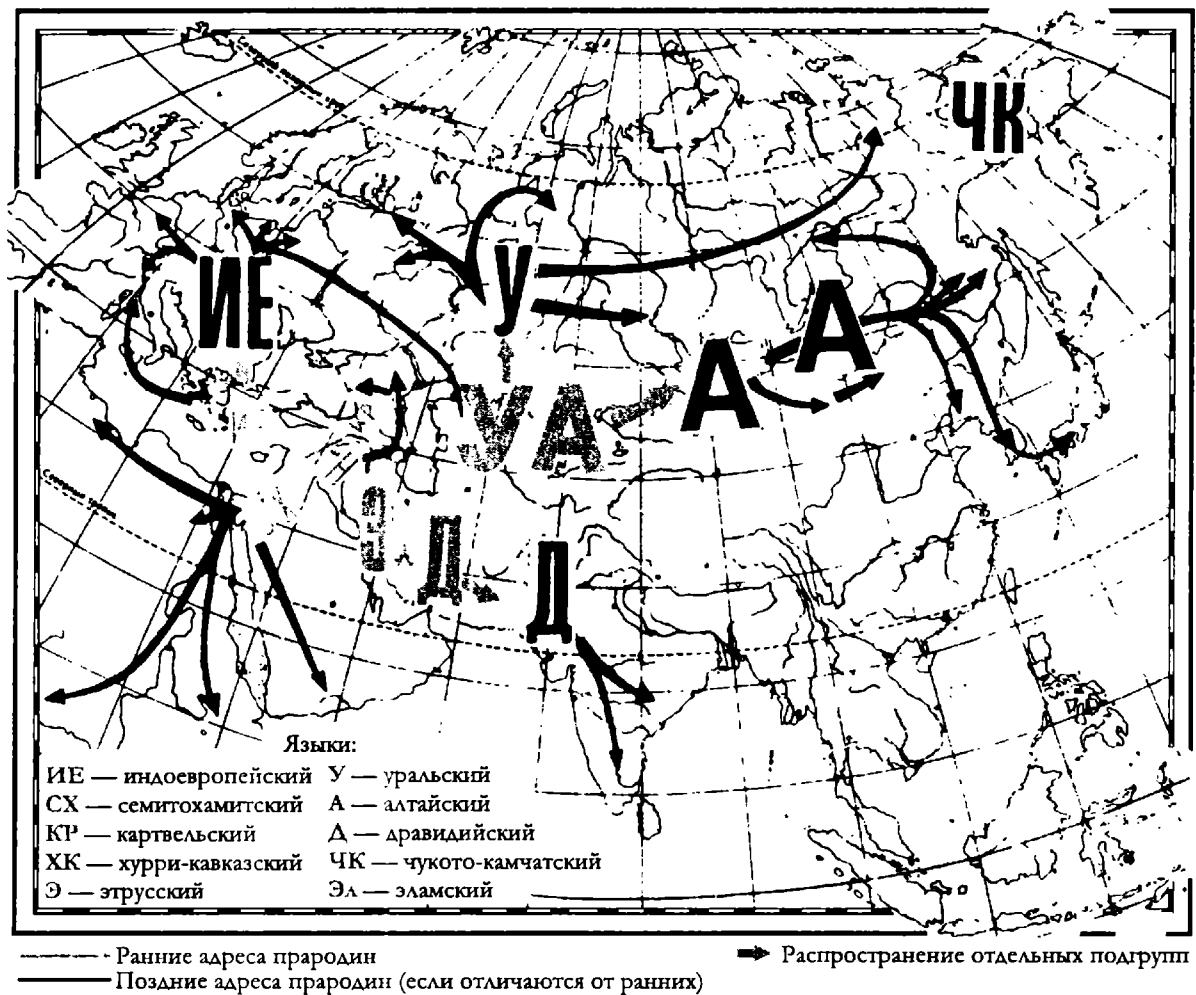 ЧК
ИЕ
У
А
А
УА
Д
Д
Языки:
ИЕ — индоевропейский У — уральский
СХ — семитохамитский А — алтайский
КР — картвельский Д — дравидийский
ХК — хурри-кавказский ЧК — чукото-камчатский
Э — этрусский Эл — эламский
Ранние адреса прародин
Распространение отдельных подгрупп
Поздние адреса прародин (если отличаются от ранних)